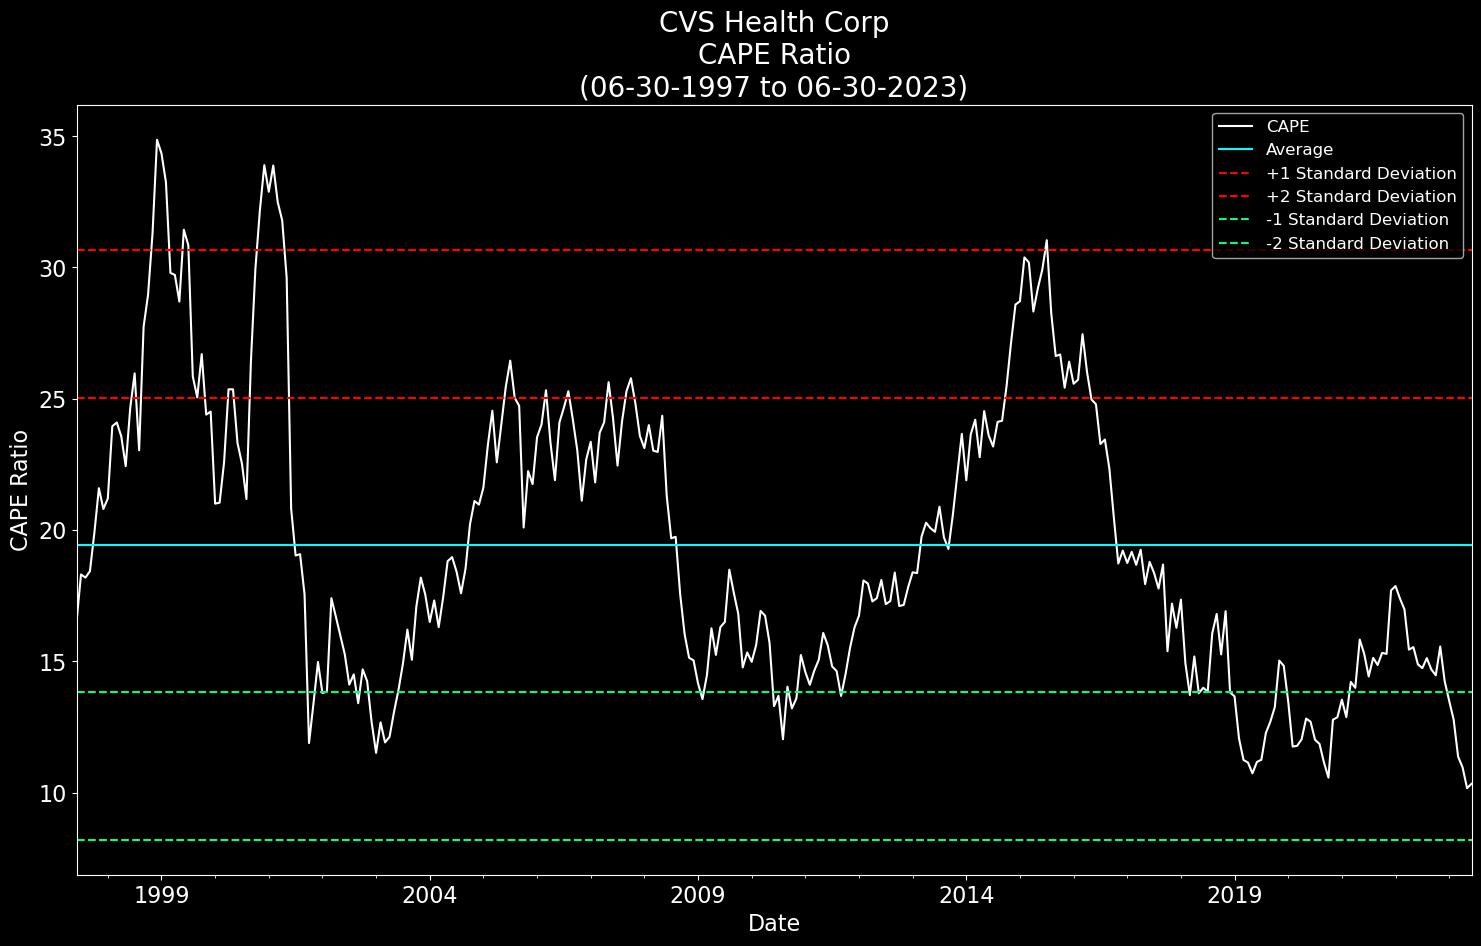 CVS Health Corp
CAPE Ratio
(06-30-1997 to 06-30-2023)
CAPE
Average
+1 Standard Deviation
+2 Standard Deviation
-1 Standard Deviation
-2 Standard Deviation
35
30
25
20
15
10
CAPE Ratio
1999
2004
2009
2014
2019
Date